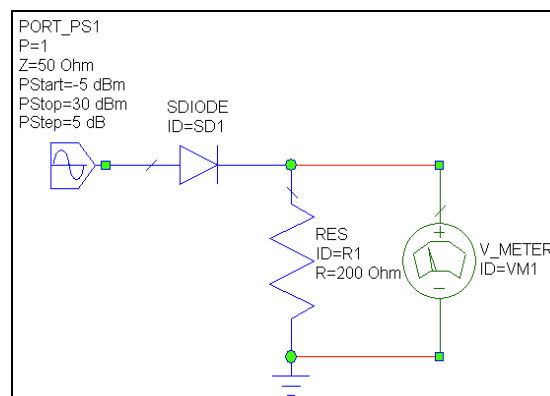 PORT_PS1
P=1
Z=50 Ohm
PStart=-5 dBm
PStop=30 dBm
PStep=5 dB
SDIODE
ID=SD1
RES
ID=R1
R=200 Ohm
V_METER
ID=VM1